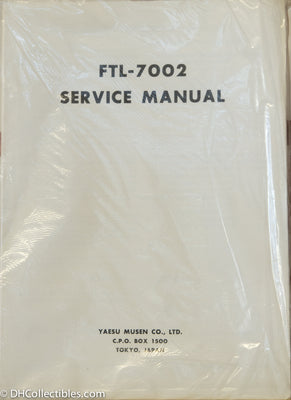 FTL-7002
SERVICE MANUAL
YAESU MUSEN CO., LTD.
C.P.O. BOX 1500
TOKYO, JAPAN
© DHCollectibles.com